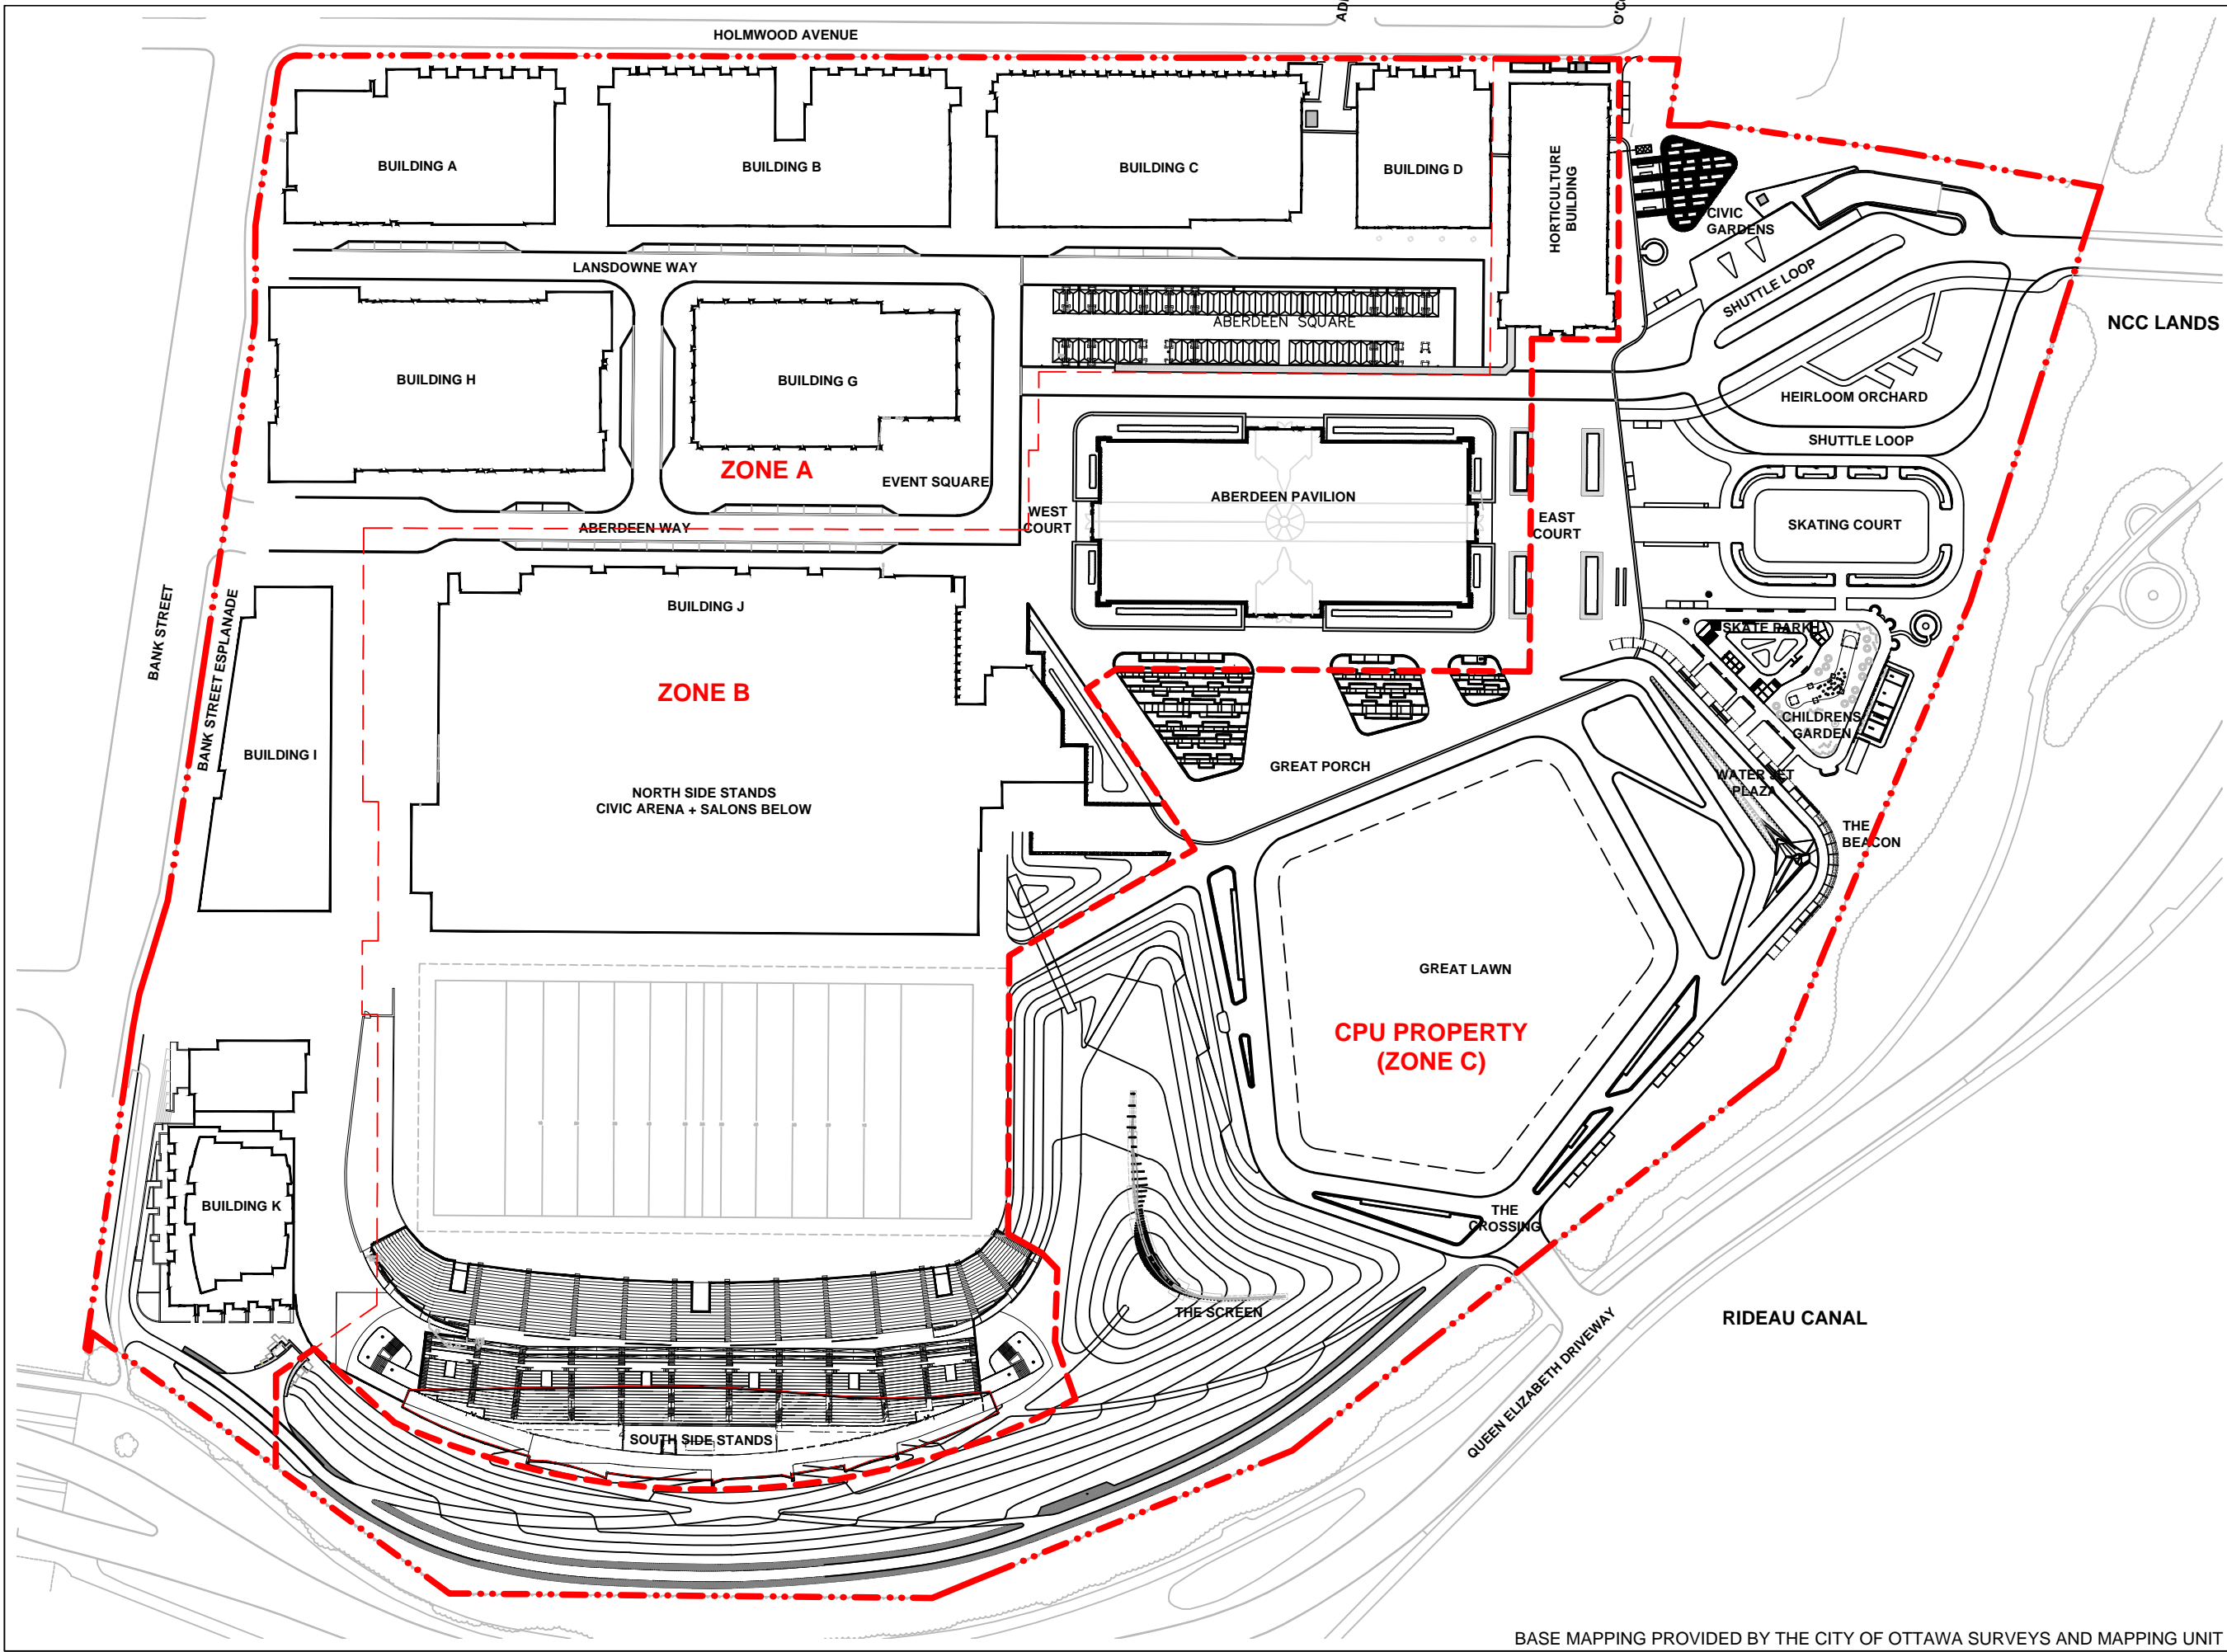 HOLMWOOD AVENUE
BUILDING A
BUILDING B
BUILDING C
BUILDING D
HORTICULTURE
BUILDING
CIVIC
GARDENS
LANSDOWNE WAY
SHUTTLE LOOP
ABERDEEN SQUARE
NCC LANDS
BUILDING H
BUILDING G
HEIRLOOM ORCHARD
SHUTTLE LOOP
ZONE A
EVENT SQUARE
ABERDEEN PAVILION
WEST
COURT
EAST
COURT
SKATING COURT
ABERDEEN WAY
BANK STREET
BANK STREET ESPLANADE
BUILDING J
SKATE PARK
ZONE B
BUILDING I
CHILDRENS
GARDEN
GREAT PORCH
WATER JET
PLAZA
NORTH SIDE STANDS
CIVIC ARENA + SALONS BELOW
THE
BEACON
GREAT LAWN
CPU PROPERTY
(ZONE C)
BUILDING K
THE
CROSSING
THE SCREEN
RIDEAU CANAL
QUEEN ELIZABETH DRIVEWAY
SOUTH SIDE STANDS
BASE MAPPING PROVIDED BY THE CITY OF OTTAWA SURVEYS AND MAPPING UNIT